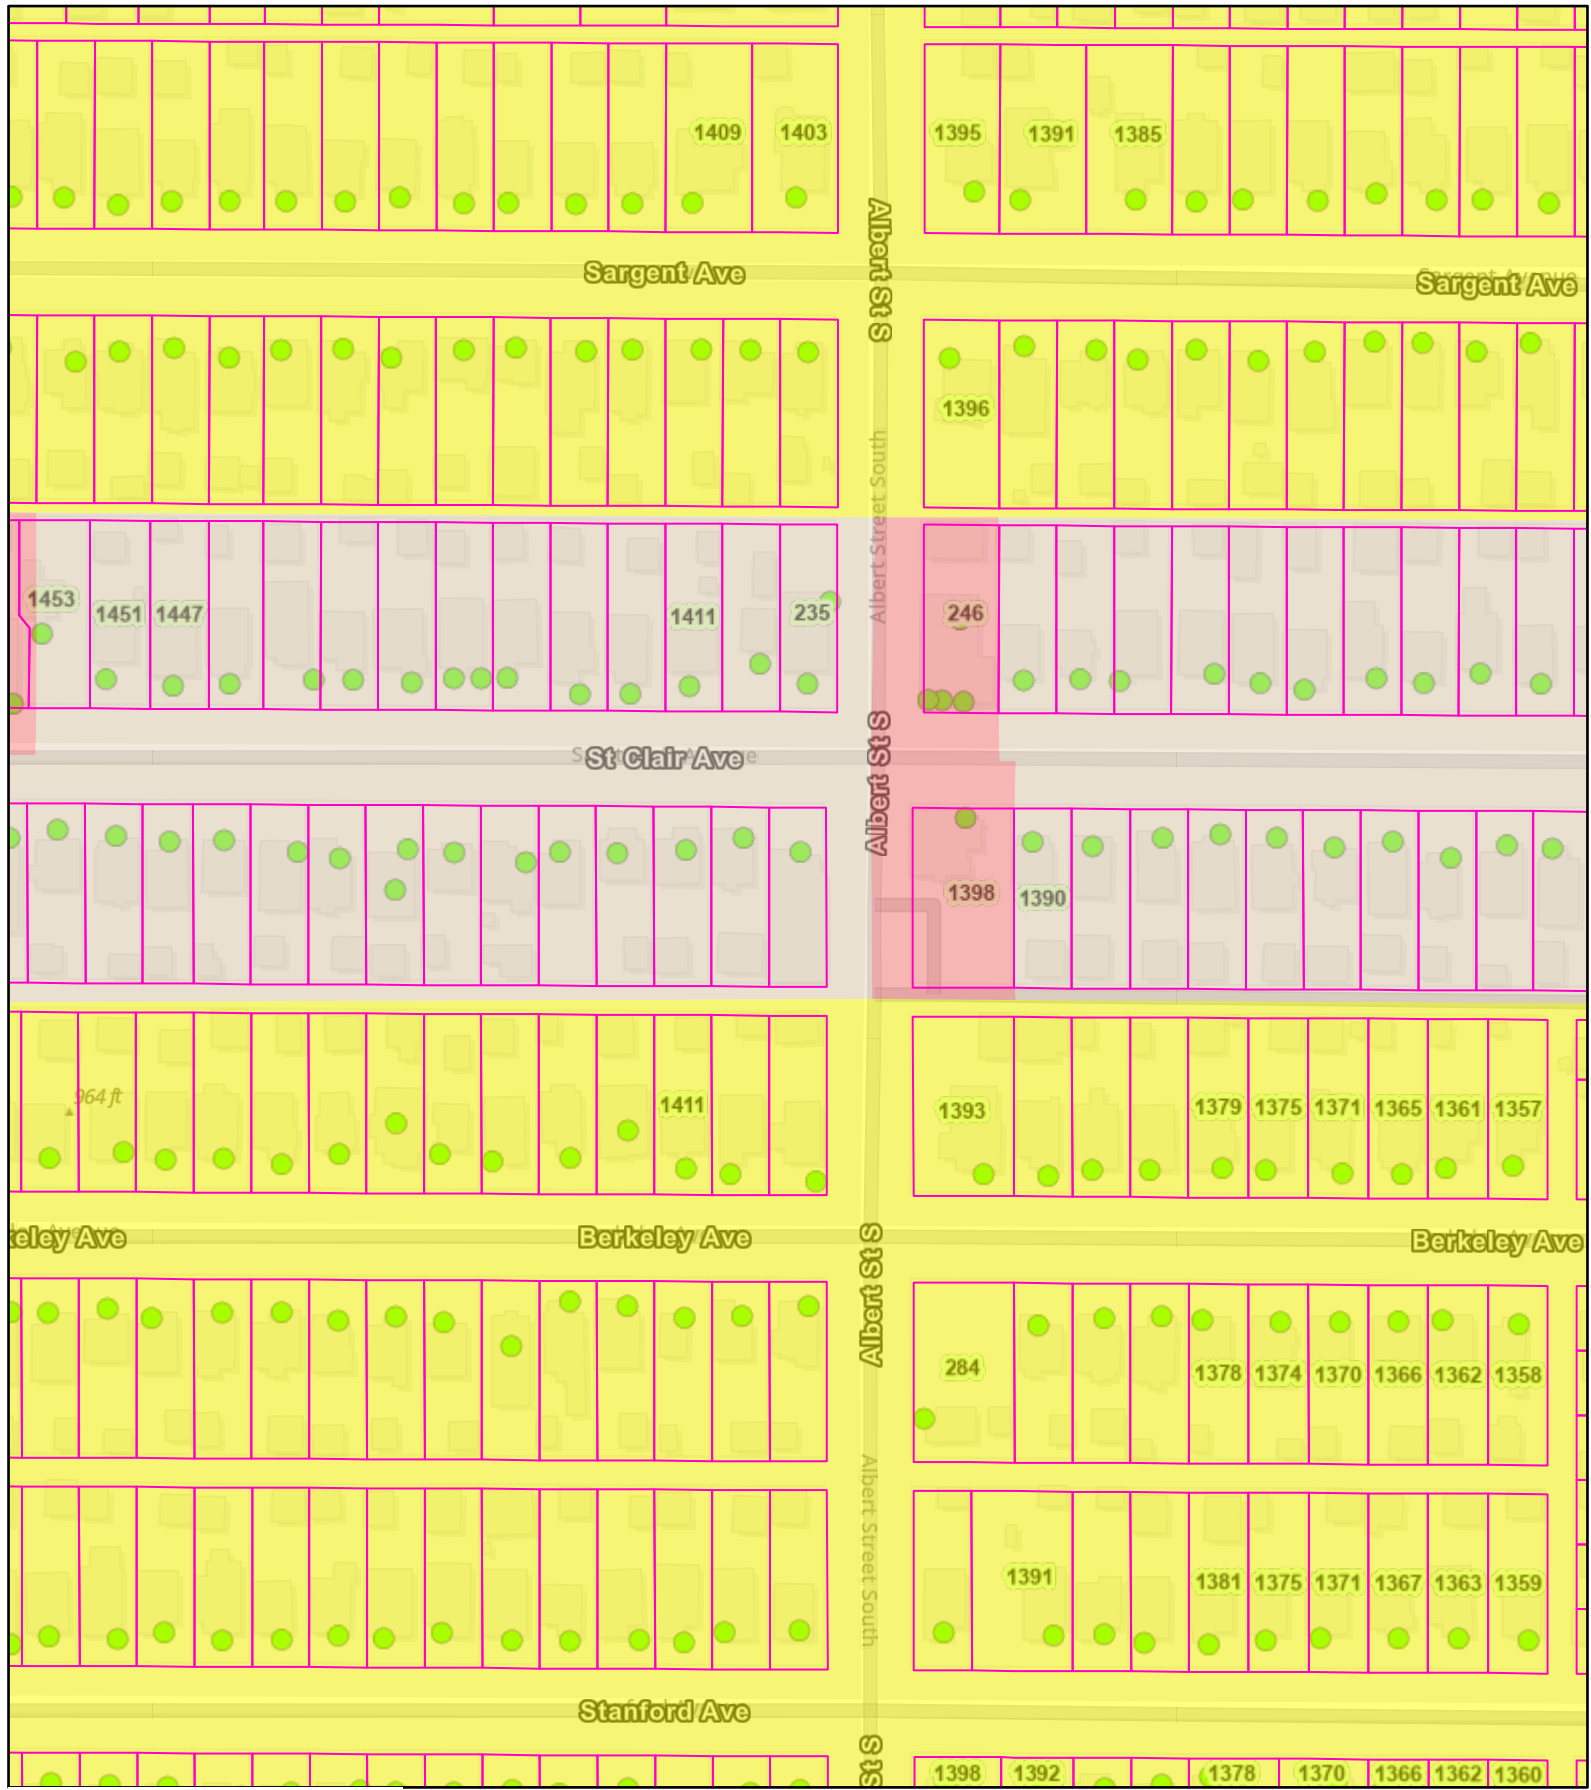 1409 1403 1395 1391 1385
Albert St S
Sargent Ave
Sargent Avenue
Sargent Ave
1396
Albert Street South
1453 1451 1447 1411 235 246
St Clair Ave
Albert St S
1398 1390
964 ft
1411 1393 1379 1375 1371 1365 1361 1357
keley Ave
Berkeley Ave
Berkeley Ave
Albert St S
284 1378 1374 1370 1366 1362 1358
Albert Street South
1391 1381 1375 1371 1367 1363 1359
Stanford Ave
St S
1398 1392 1378 1370 1366 1362 1360